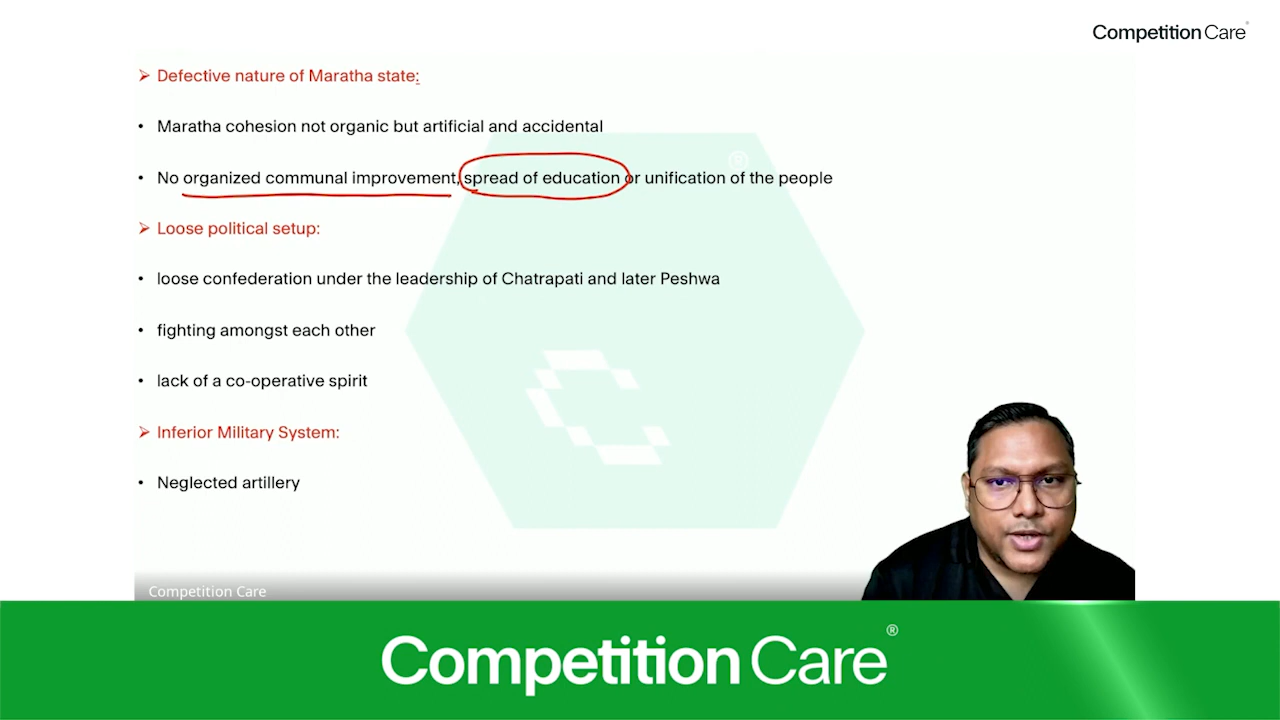 Competition Care®
➢ Defective nature of Maratha state:
• Maratha cohesion not organic but artificial and accidental
• No organized communal improvement, spread of education or unification of the people
➢ Loose political setup:
• loose confederation under the leadership of Chatrapati and later Peshwa
• fighting amongst each other
• lack of a co-operative spirit
➢ Inferior Military System:
• Neglected artillery
Competition Care
Competition Care®